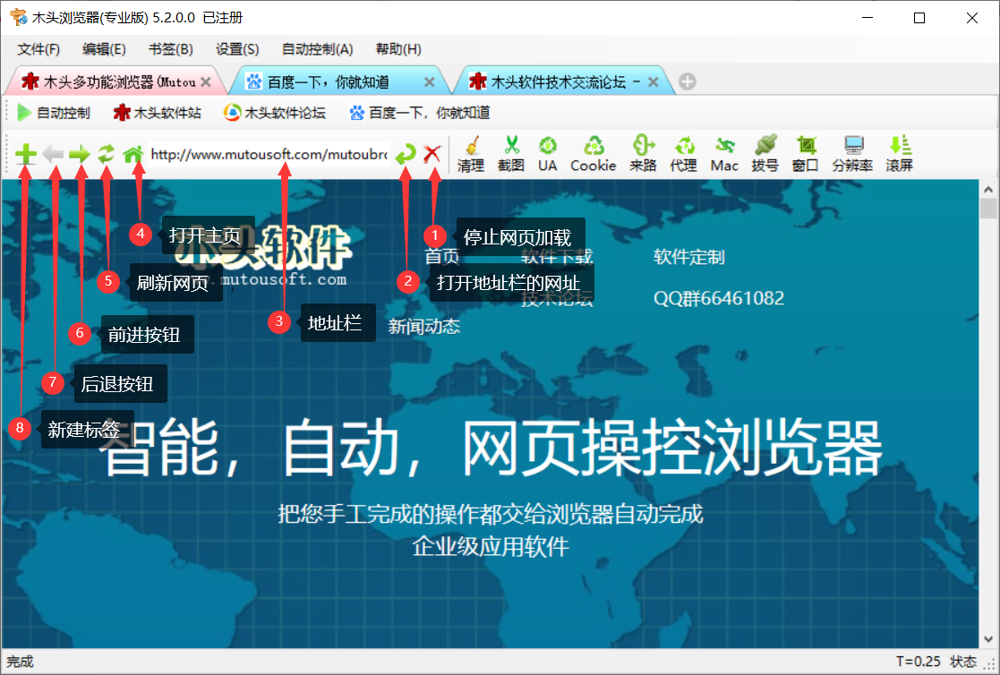 木头浏览器(专业版) 5.2.0.0 已注册
文件(F) 编辑(E) 书签(B) 设置(S) 自动控制(A) 帮助(H)
木头多功能浏览器(Mutou 百度一下，你就知道 木头软件技术交流论坛 -
自动控制 木头软件站 木头软件论坛 百度一下，你就知道
http://www.mutousoft.com/mutoubro
清理 截图 UA Cookie 来路 代理 Mac 拔号 窗口 分辨率 滚屏
4 打开主页
1 停止网页加载
木头软件
首页 软件下载 软件定制
mutousoft.com
5 刷新网页
2 打开地址栏的网址
技术论坛 QQ群66461082
3 地址栏
新闻动态
6 前进按钮
7 后退按钮
8 新建标签
智能，自动，网页操控浏览器
把您手工完成的操作都交给浏览器自动完成
企业级应用软件
完成 T=0.25 状态